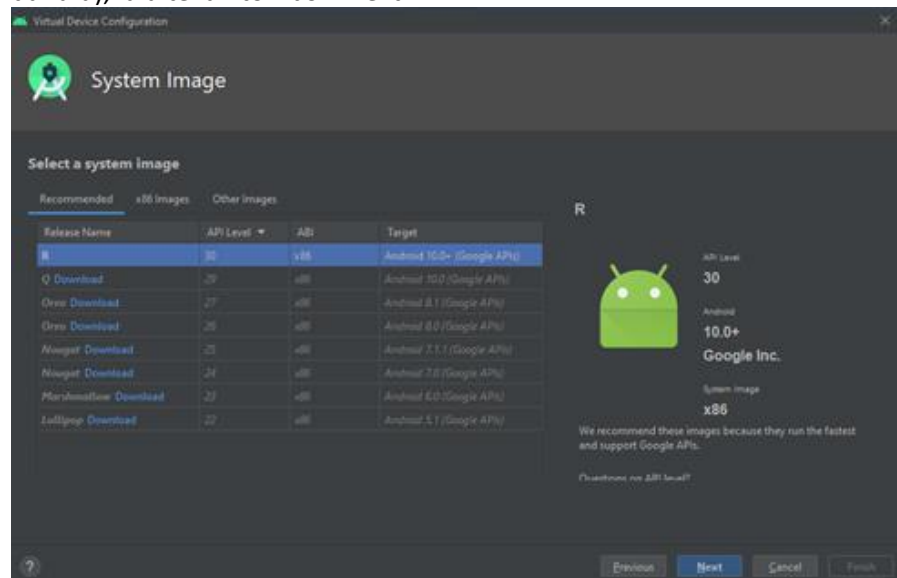 Virtual Device Configuration
System Image
Select a system image
Recommended x86 Images Other Images
Release Name API Level ABI Target
R 30 x86 Android 10.0+ (Google APIs)
Q Download 29 x86 Android 10.0 (Google APIs)
Oreo Download 27 x86 Android 8.1 (Google APIs)
Oreo Download 26 x86 Android 8.0 (Google APIs)
Nougat Download 25 x86 Android 7.1.1 (Google APIs)
Nougat Download 24 x86 Android 7.0 (Google APIs)
Marshmallow Download 23 x86 Android 6.0 (Google APIs)
Lollipop Download 22 x86 Android 5.1 (Google APIs)
R
API Level
30
Android
10.0+
Google Inc.
System Image
x86
We recommend these images because they run the fastest
and support Google APIs.
Questions on API level?
? Previous Next Cancel Finish